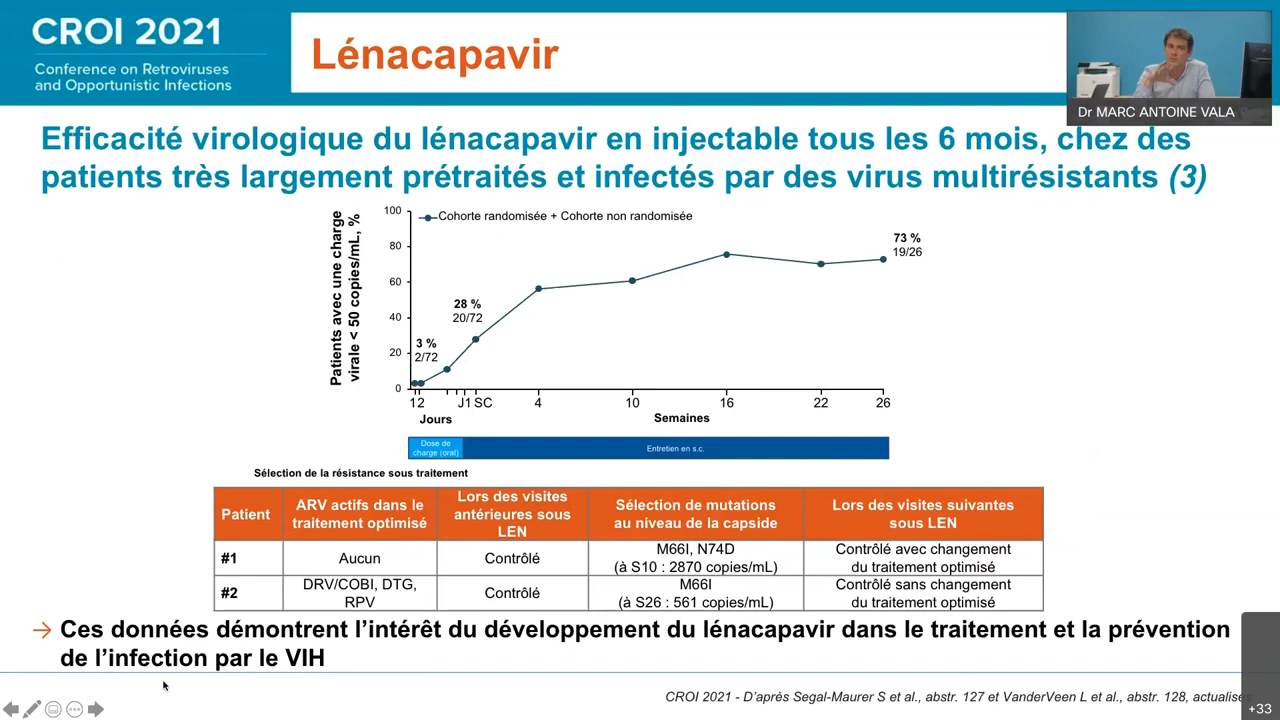 CROI 2021
Conference on Retroviruses
and Opportunistic Infections
Lénacapavir
Dr MARC ANTOINE VALA
Efficacité virologique du lénacapavir en injectable tous les 6 mois, chez des
patients très largement prétraités et infectés par des virus multirésistants (3)
Patients avec une charge
virale < 50 copies/mL, %
100
80
60
40
20
0
Cohorte randomisée + Cohorte non randomisée
3 %
2/72
28 %
20/72
73 %
19/26
1 2 J1 SC 4 10 16 22 26
Jours
Semaines
Dose de
charge (oral)
Entretien en s.c.
Sélection de la résistance sous traitement
Patient
ARV actifs dans le
traitement optimisé
Lors des visites
antérieures sous
LEN
Sélection de mutations
au niveau de la capside
Lors des visites suivantes
sous LEN
#1
Aucun
Contrôlé
M66I, N74D
(à S10 : 2870 copies/mL)
Contrôlé avec changement
du traitement optimisé
#2
DRV/COBI, DTG,
RPV
Contrôlé
M66I
(à S26 : 561 copies/mL)
Contrôlé sans changement
du traitement optimisé
→ Ces données démontrent l'intérêt du développement du lénacapavir dans le traitement et la prévention
de l'infection par le VIH
CROI 2021 - D'après Segal-Maurer S et al., abstr. 127 et VanderVeen L et al., abstr. 128, actualisés
+33